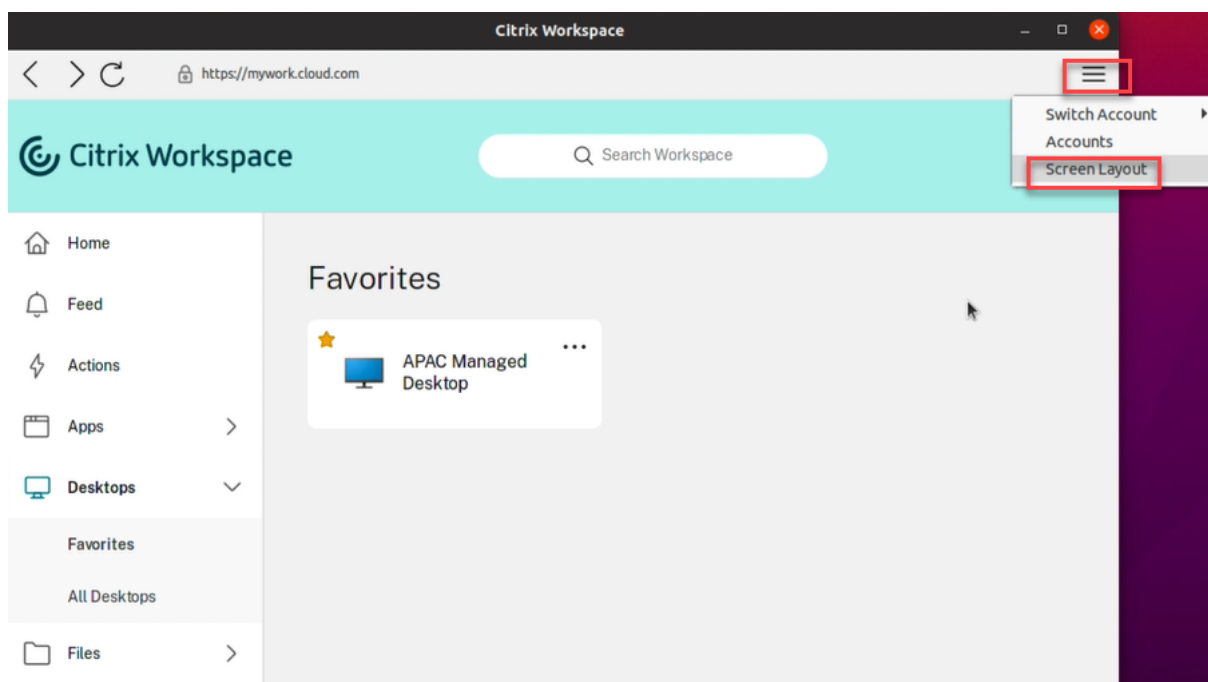 Citrix Workspace
https://mywork.cloud.com
Switch Account
Accounts
Screen Layout
Citrix Workspace
Search Workspace
Home
Feed
Actions
Apps
Desktops
Favorites
All Desktops
Files
Favorites
APAC Managed
Desktop